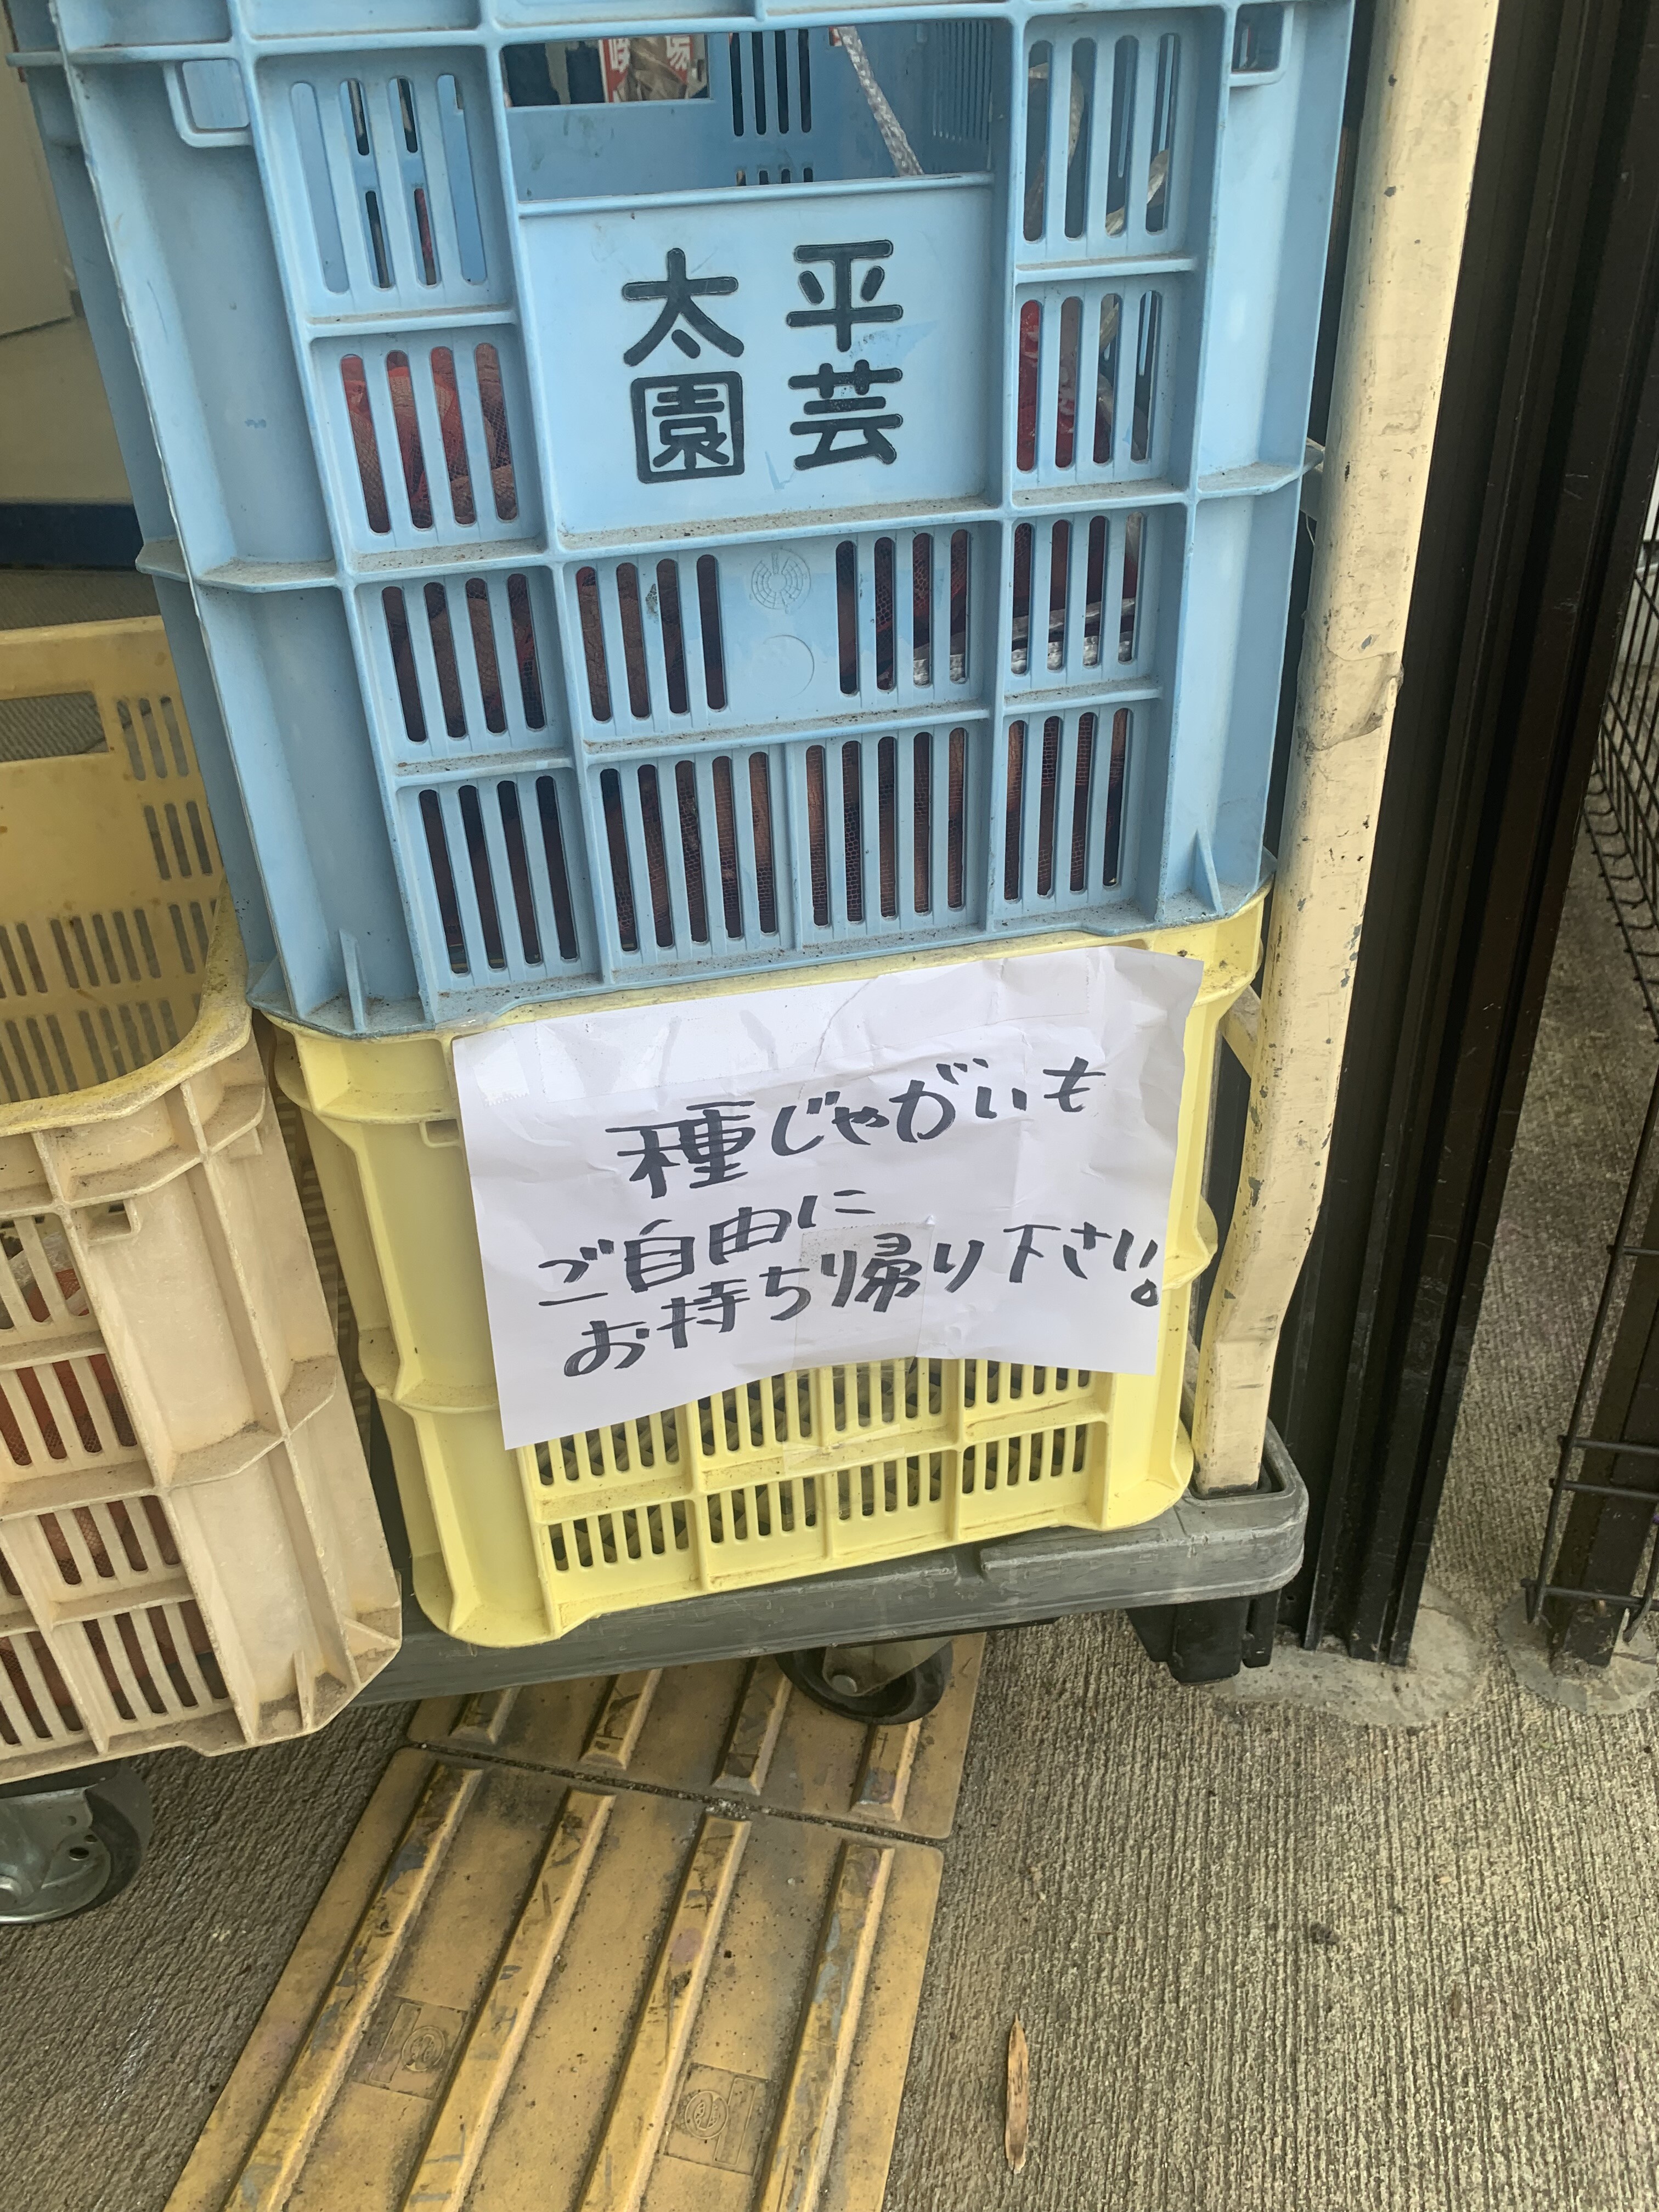 太平
園芸
種じゃがいも
ご自由に
お持ち帰り下さい。